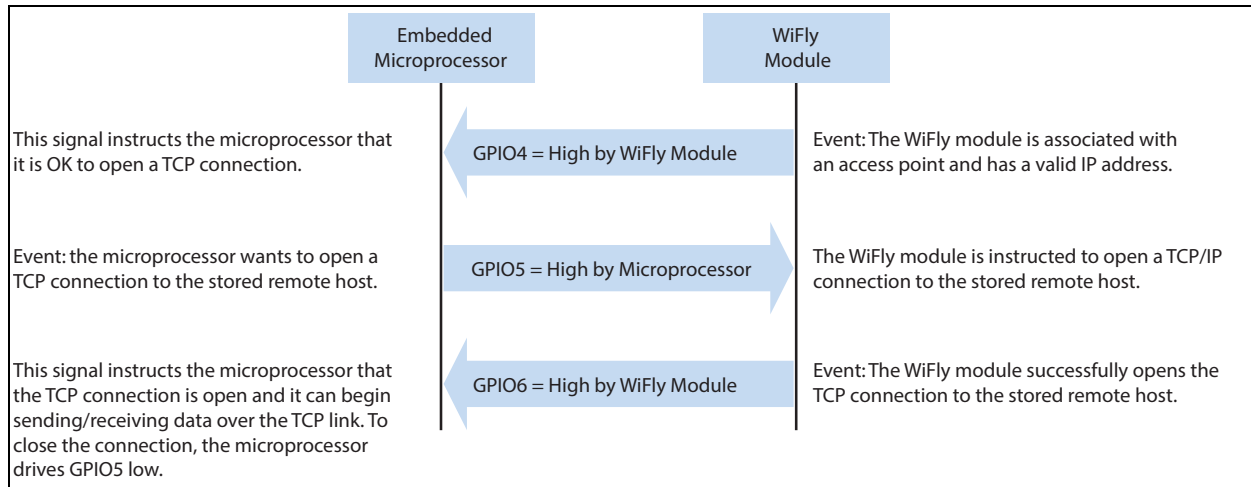 Embedded
Microprocessor
WiFly
Module
This signal instructs the microprocessor that
it is OK to open a TCP connection.
GPIO4 = High by WiFly Module
Event: The WiFly module is associated with
an access point and has a valid IP address.
Event: the microprocessor wants to open a
TCP connection to the stored remote host.
GPIO5 = High by Microprocessor
The WiFly module is instructed to open a TCP/IP
connection to the stored remote host.
This signal instructs the microprocessor that
the TCP connection is open and it can begin
sending/receiving data over the TCP link. To
close the connection, the microprocessor
drives GPIO5 low.
GPIO6 = High by WiFly Module
Event: The WiFly module successfully opens the
TCP connection to the stored remote host.